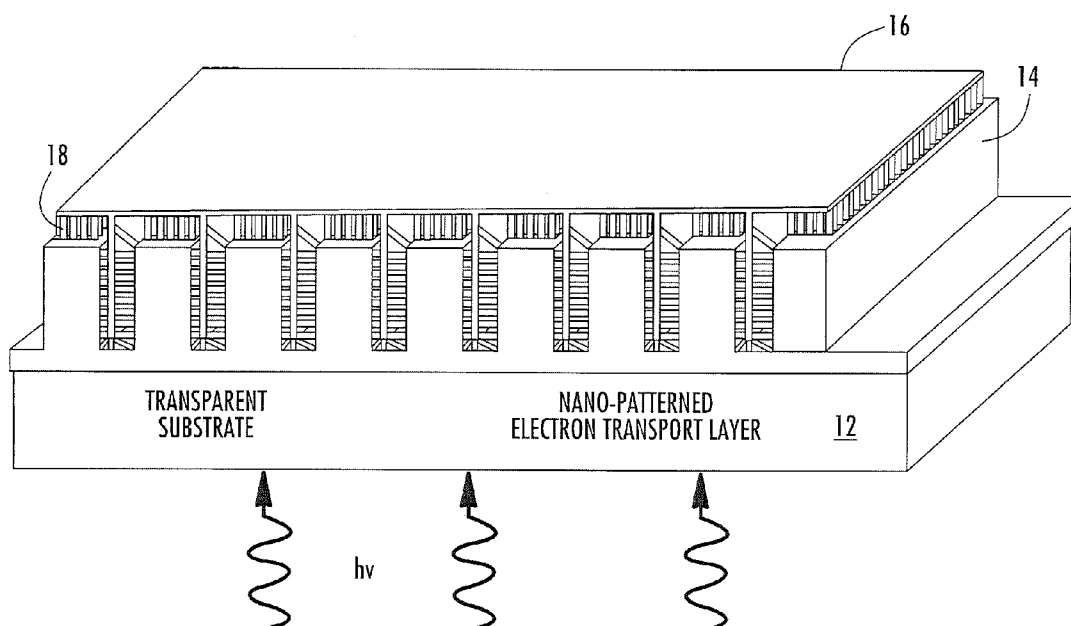 16
14
18
TRANSPARENT
SUBSTRATE
NANO-PATTERNED
ELECTRON TRANSPORT LAYER
12
hv